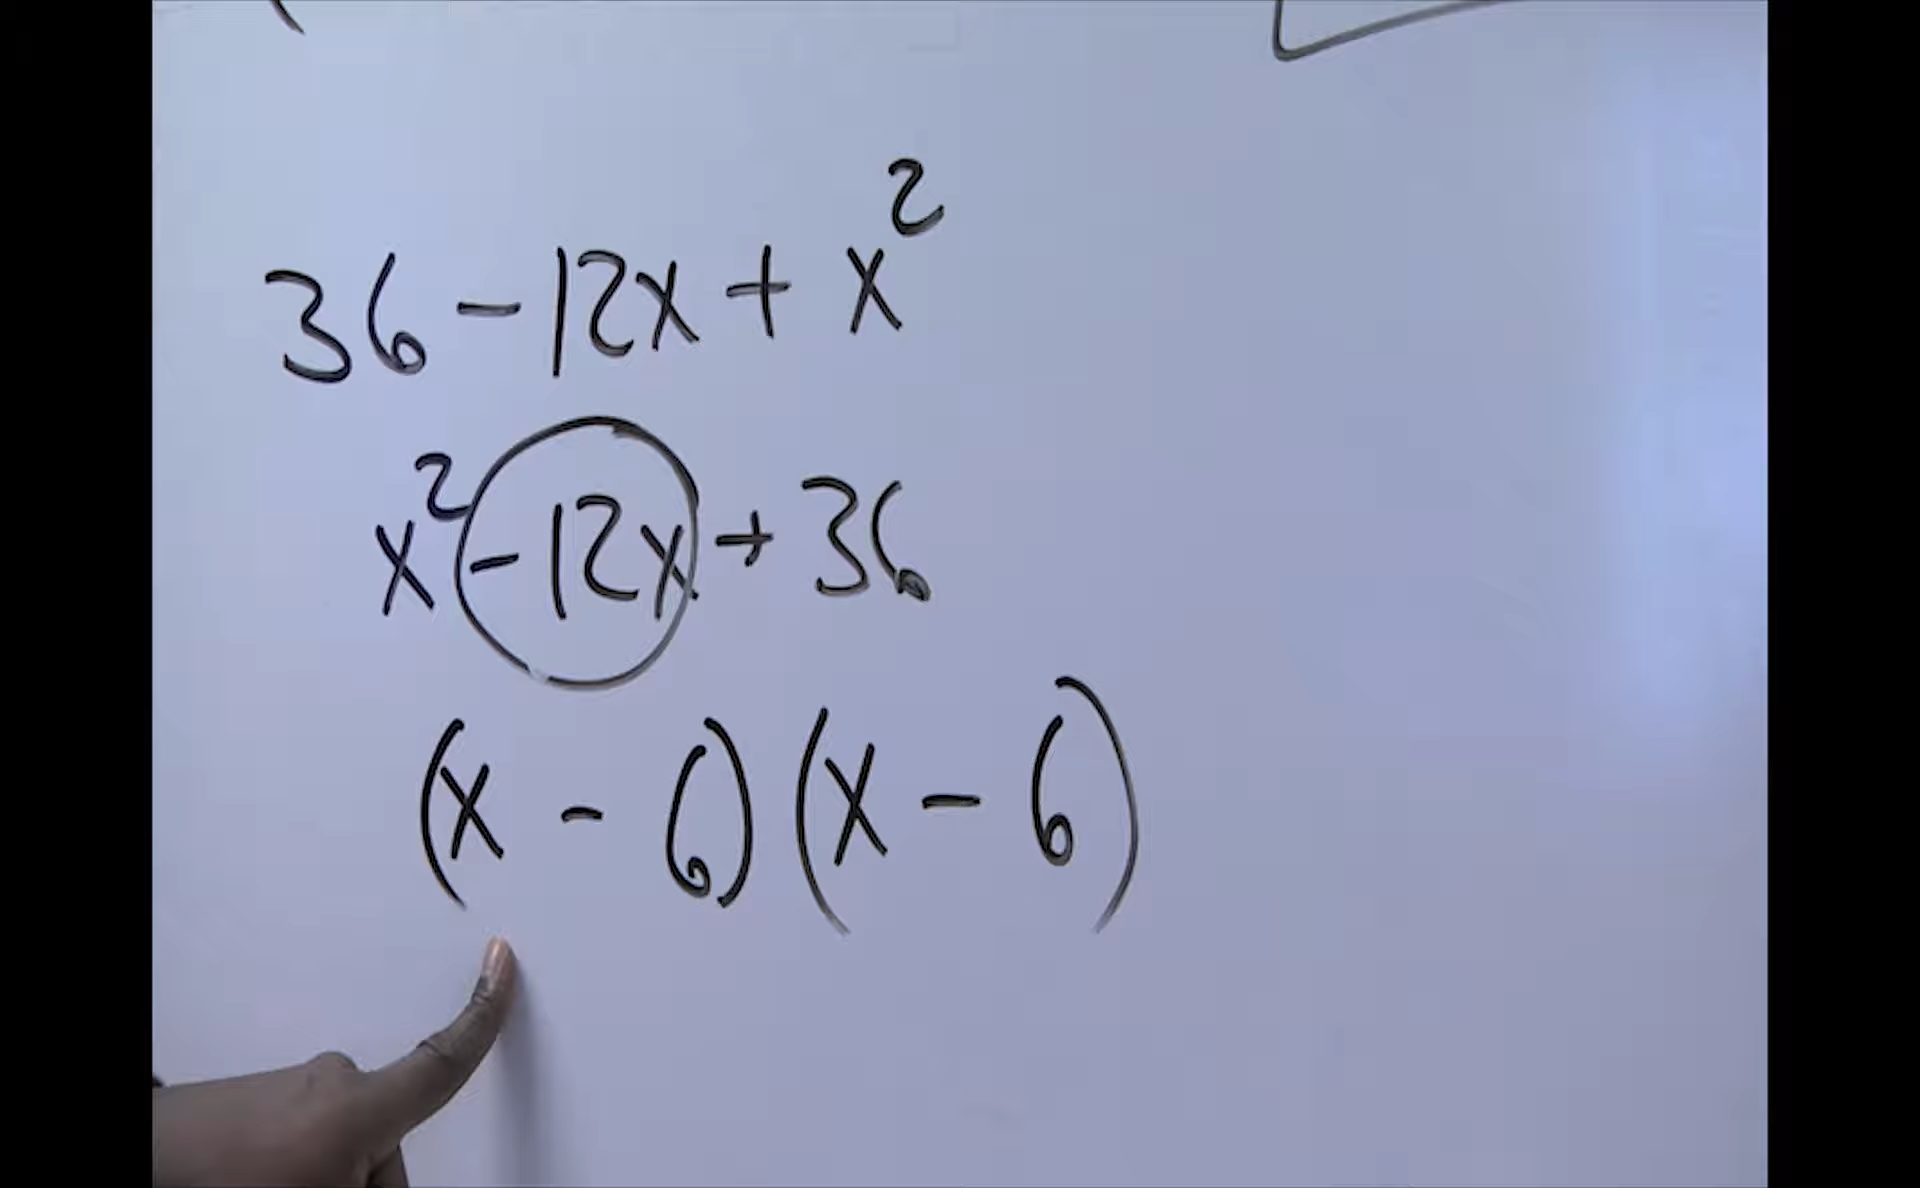 36 - 12x + x²
x² - 12x + 36
(x - 6)(x - 6)